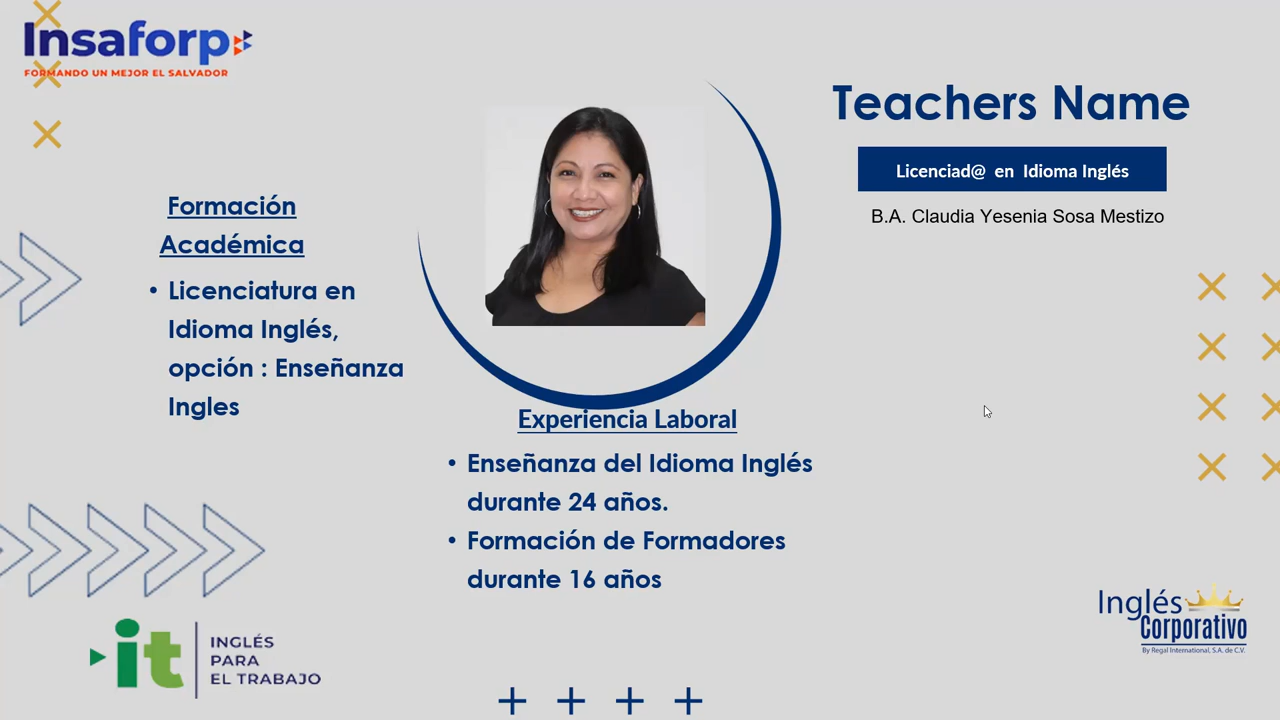 Insaforp
FORMANDO UN MEJOR EL SALVADOR
Teachers Name
Licenciad@ en Idioma Inglés
B.A. Claudia Yesenia Sosa Mestizo
Formación
Académica
• Licenciatura en
Idioma Inglés,
opción : Enseñanza
Ingles
Experiencia Laboral
• Enseñanza del Idioma Inglés
durante 24 años.
• Formación de Formadores
durante 16 años
it
INGLÉS
PARA
EL TRABAJO
Inglés
Corporativo
By Regal International, S.A. de C.V.